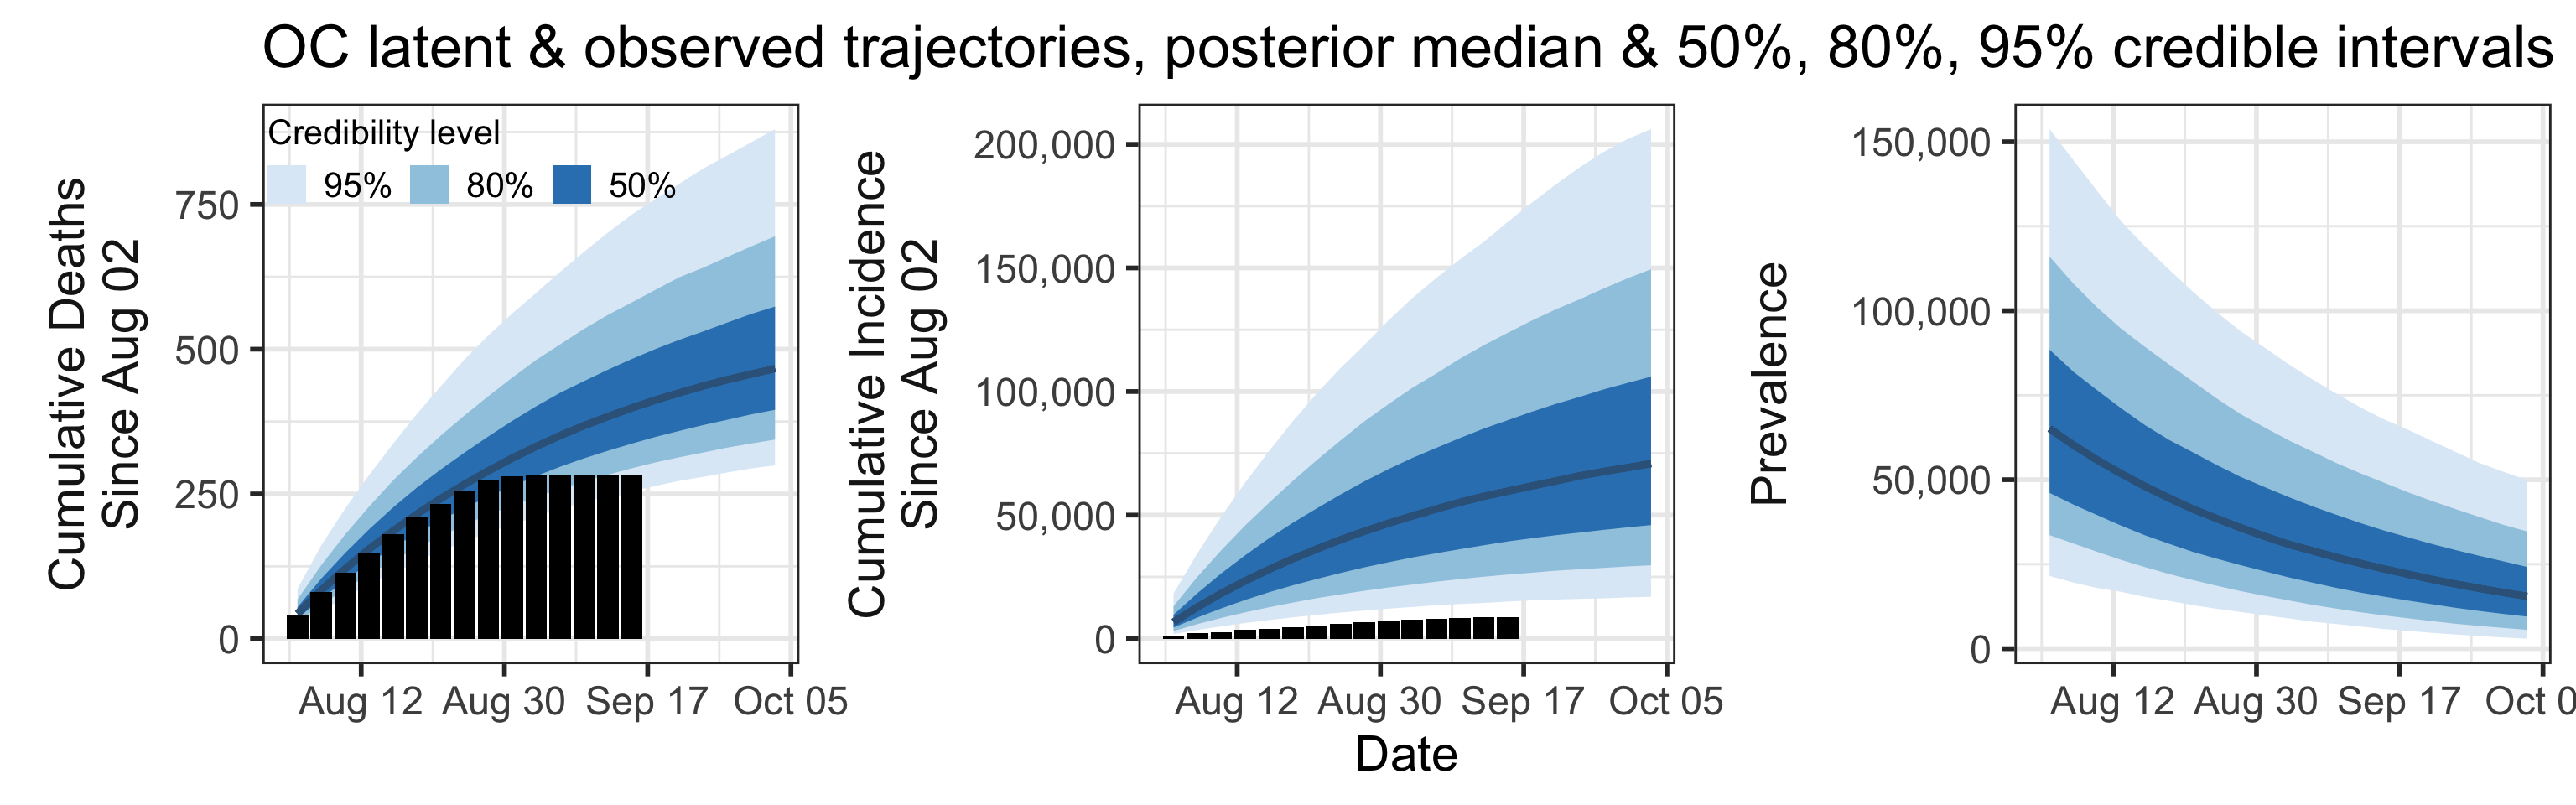 OC latent & observed trajectories, posterior median & 50%, 80%, 95% credible intervals
Cumulative Deaths
Since Aug 02
Credibility level
95% 80% 50%
750
500
250
0
Aug 12 Aug 30 Sep 17 Oct 05
Cumulative Incidence
Since Aug 02
200,000
150,000
100,000
50,000
0
Aug 12 Aug 30 Sep 17 Oct 05
Prevalence
150,000
100,000
50,000
0
Aug 12 Aug 30 Sep 17 Oct 0
Date